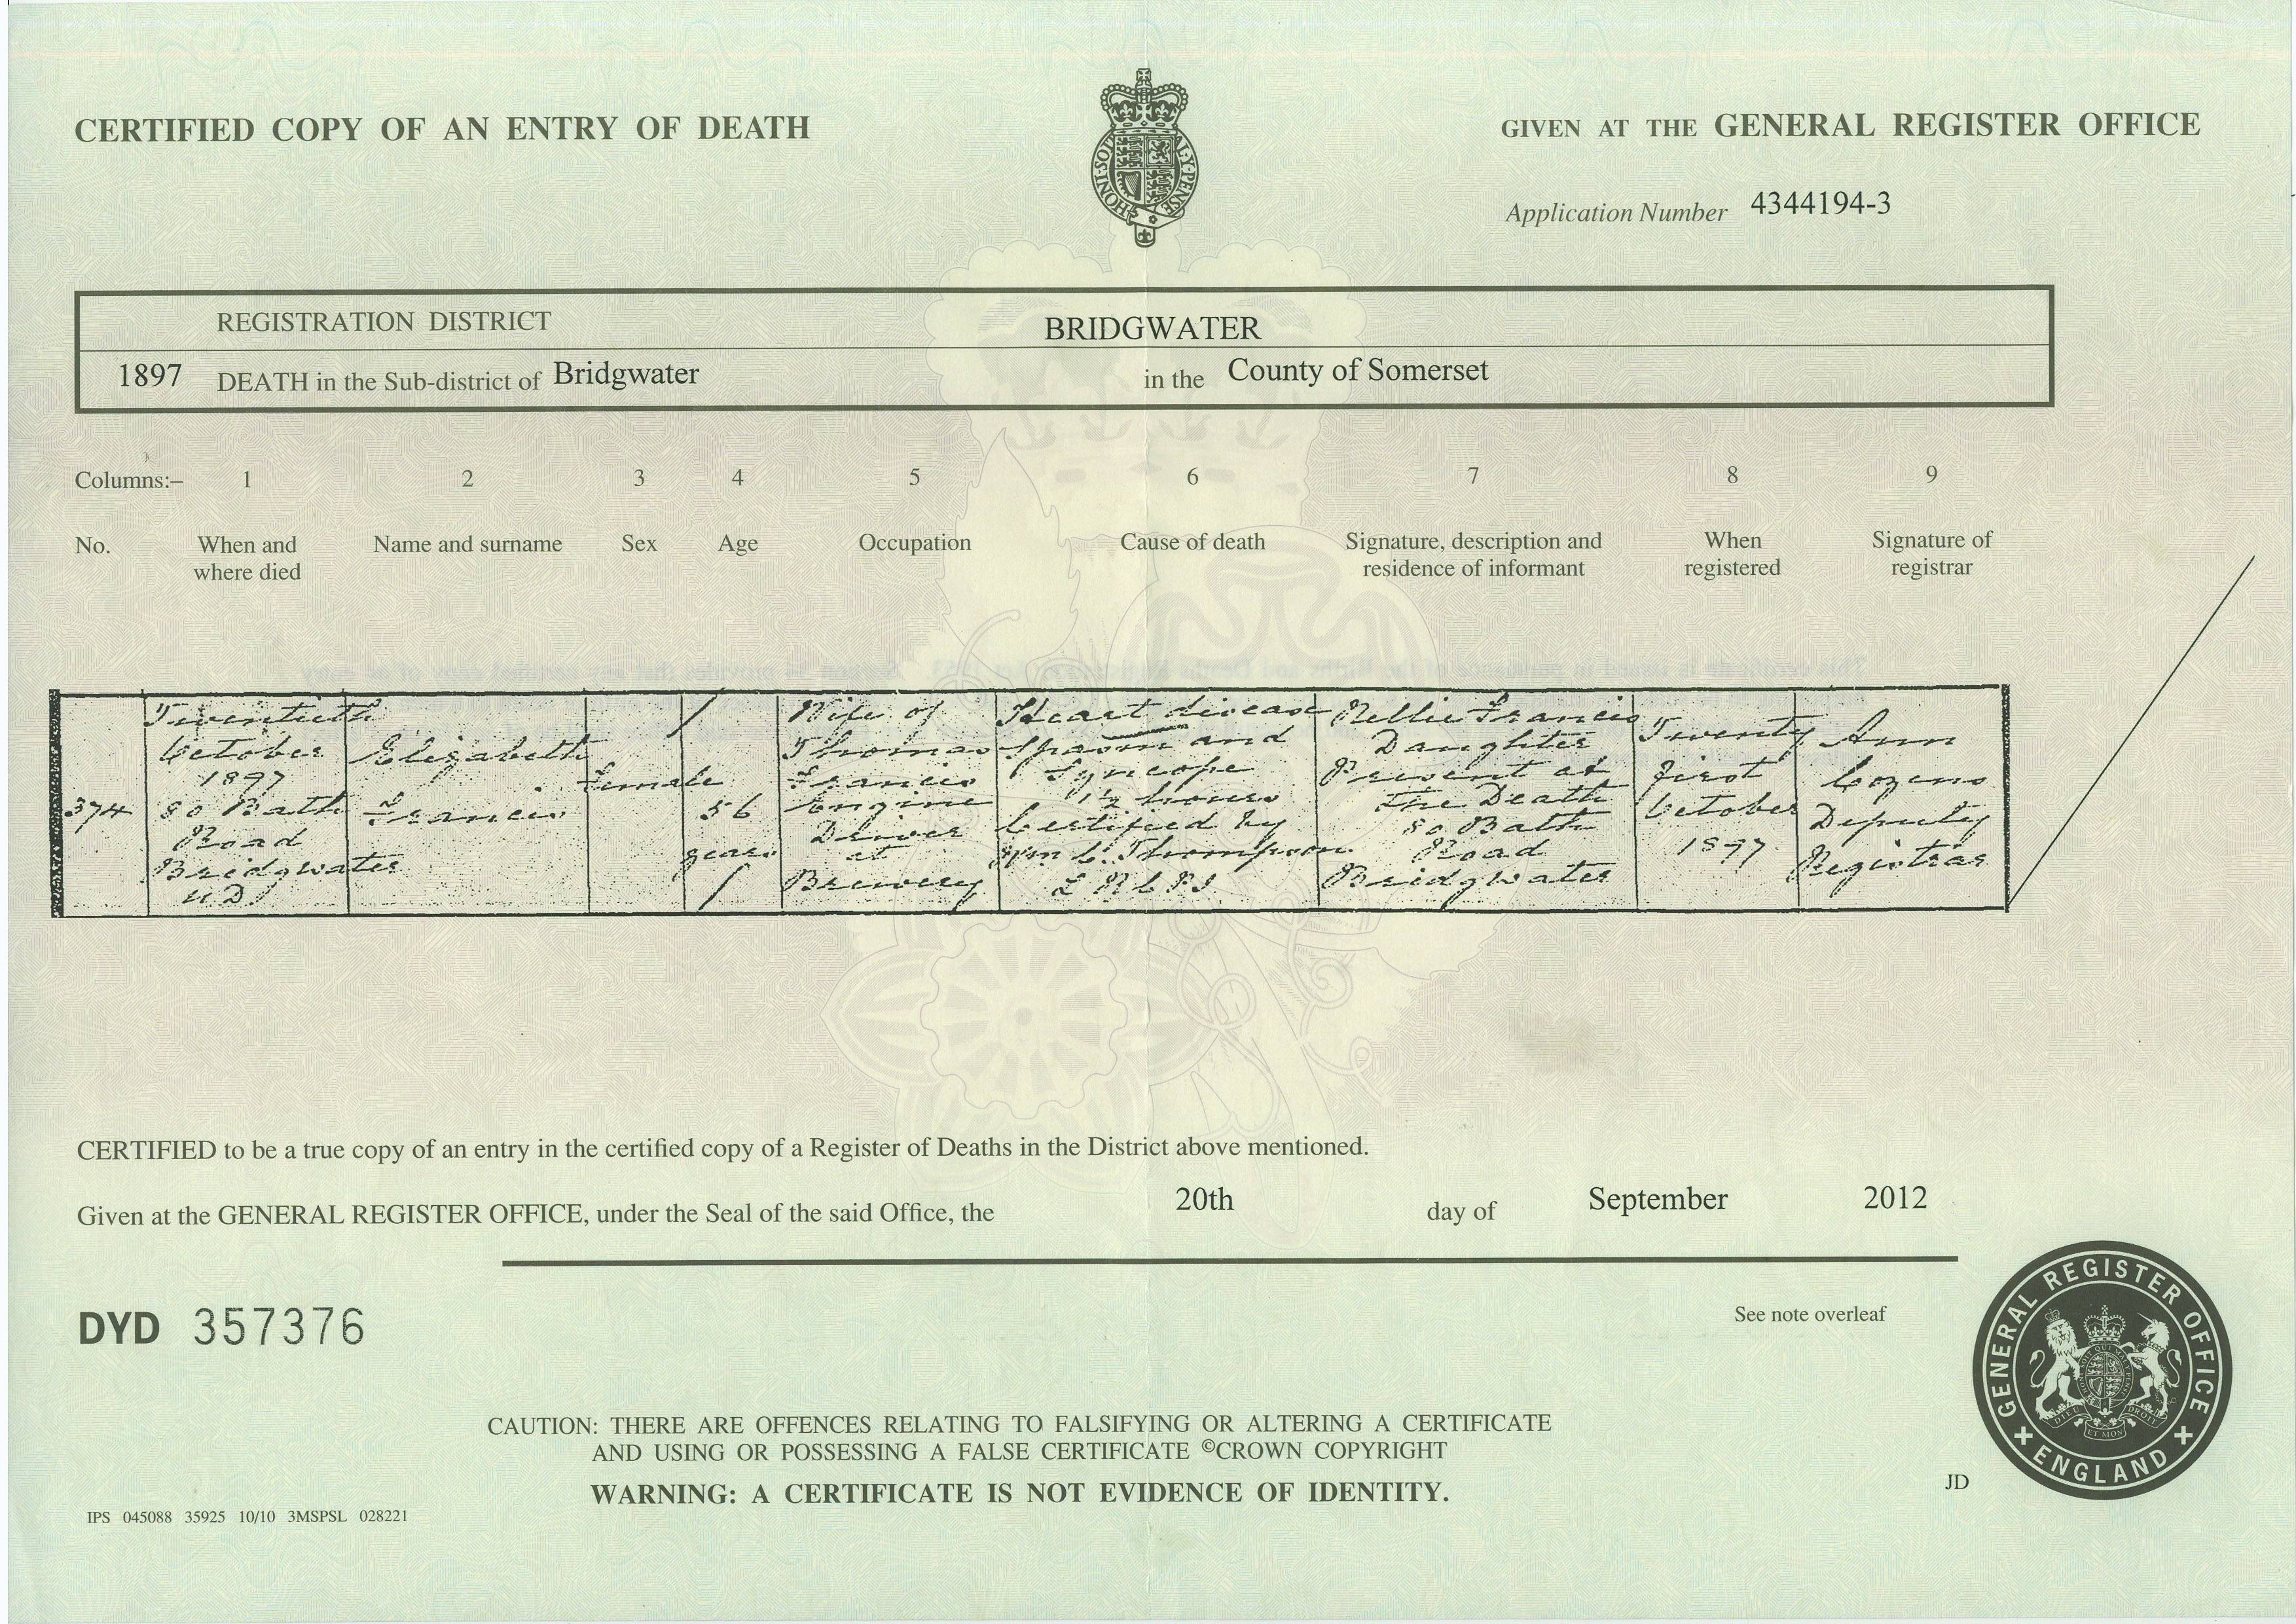 CERTIFIED COPY OF AN ENTRY OF DEATH
GIVEN AT THE GENERAL REGISTER OFFICE
HONI·SOIT
MAL·Y·PENSE
Application Number 4344194-3
REGISTRATION DISTRICT BRIDGWATER
1897 DEATH in the Sub-district of Bridgwater in the County of Somerset
Columns:– 1 2 3 4 5 6 7 8 9
No.
When and
where died
Name and surname
Sex
Age
Occupation
Cause of death
Signature, description and
residence of informant
When
registered
Signature of
registrar
374
Twentieth
October
1897
80 Bath
Road
Bridgwater
U D
Elizabeth
Francis
Female
56
years
Wife of
Thomas
Francis
Engine
Driver
at
Brewery
Heart disease
Spasm and
Syncope
1½ hours
Certified by
Wm C. Thompson
L R C P S
Nellie Francis
Daughter
Present at
the Death
80 Bath
Road
Bridgwater
Twenty
first
October
1897
Ann
Cozens
Deputy
Registrar
CERTIFIED to be a true copy of an entry in the certified copy of a Register of Deaths in the District above mentioned.
Given at the GENERAL REGISTER OFFICE, under the Seal of the said Office, the 20th day of September 2012
DYD 357376
See note overleaf
GENERAL REGISTER OFFICE
ENGLAND
CAUTION: THERE ARE OFFENCES RELATING TO FALSIFYING OR ALTERING A CERTIFICATE
AND USING OR POSSESSING A FALSE CERTIFICATE ©CROWN COPYRIGHT
WARNING: A CERTIFICATE IS NOT EVIDENCE OF IDENTITY.
JD
IPS 045088 35925 10/10 3MSPSL 028221